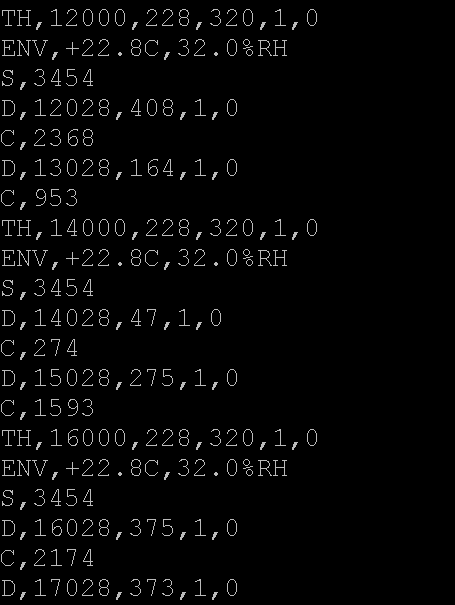 TH,12000,228,320,1,0
ENV,+22.8C,32.0%RH
S,3454
D,12028,408,1,0
C,2368
D,13028,164,1,0
C,953
TH,14000,228,320,1,0
ENV,+22.8C,32.0%RH
S,3454
D,14028,47,1,0
C,274
D,15028,275,1,0
C,1593
TH,16000,228,320,1,0
ENV,+22.8C,32.0%RH
S,3454
D,16028,375,1,0
C,2174
D,17028,373,1,0